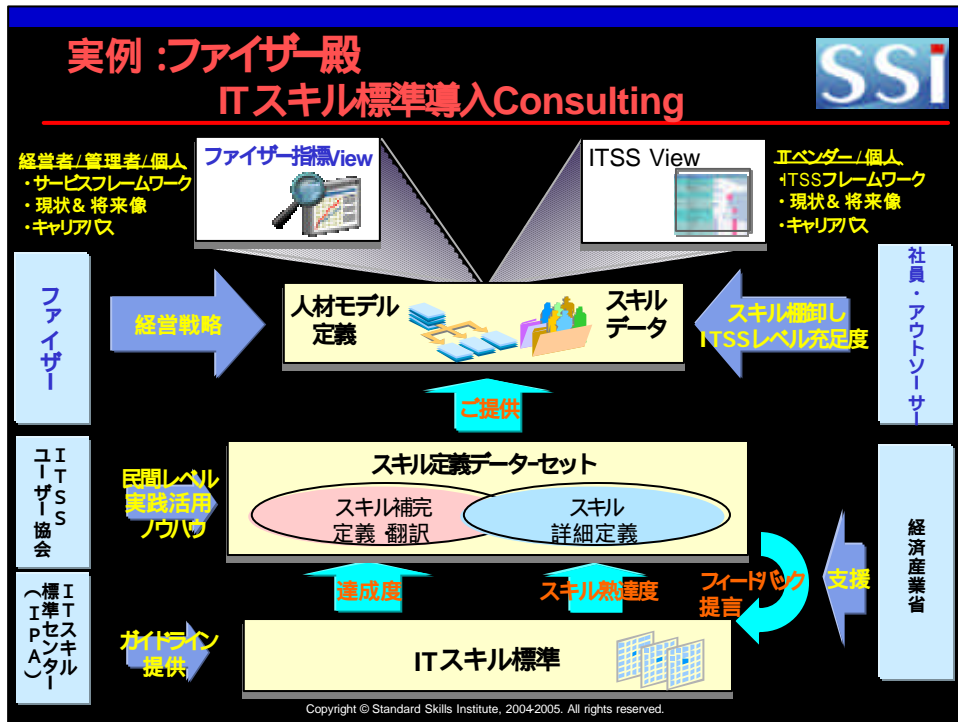 実例:ファイザー殿
ITスキル標準導入Consulting
SSi
経営者/管理者/個人
・サービスフレームワーク
・現状&将来像
・キャリアパス
ファイザー指標View
ITSS View
ITベンダー/個人
・ITSSフレームワーク
・現状&将来像
・キャリアパス
ファイザー
経営戦略
人材モデル
定義
スキル
データ
スキル棚卸し
ITSSレベル充足度
社員・アウトソーサー
ご提供
ITSS
ユーザー協会
民間レベル
実践活用
ノウハウ
スキル定義データーセット
スキル補完
定義 翻訳
スキル
詳細定義
経済産業省
達成度
スキル熟達度
フィードバック
提言
支援
ITスキル
標準センター
(IPA)
ガイドライン
提供
ITスキル標準
Copyright © Standard Skills Institute, 2004-2005. All rights reserved.